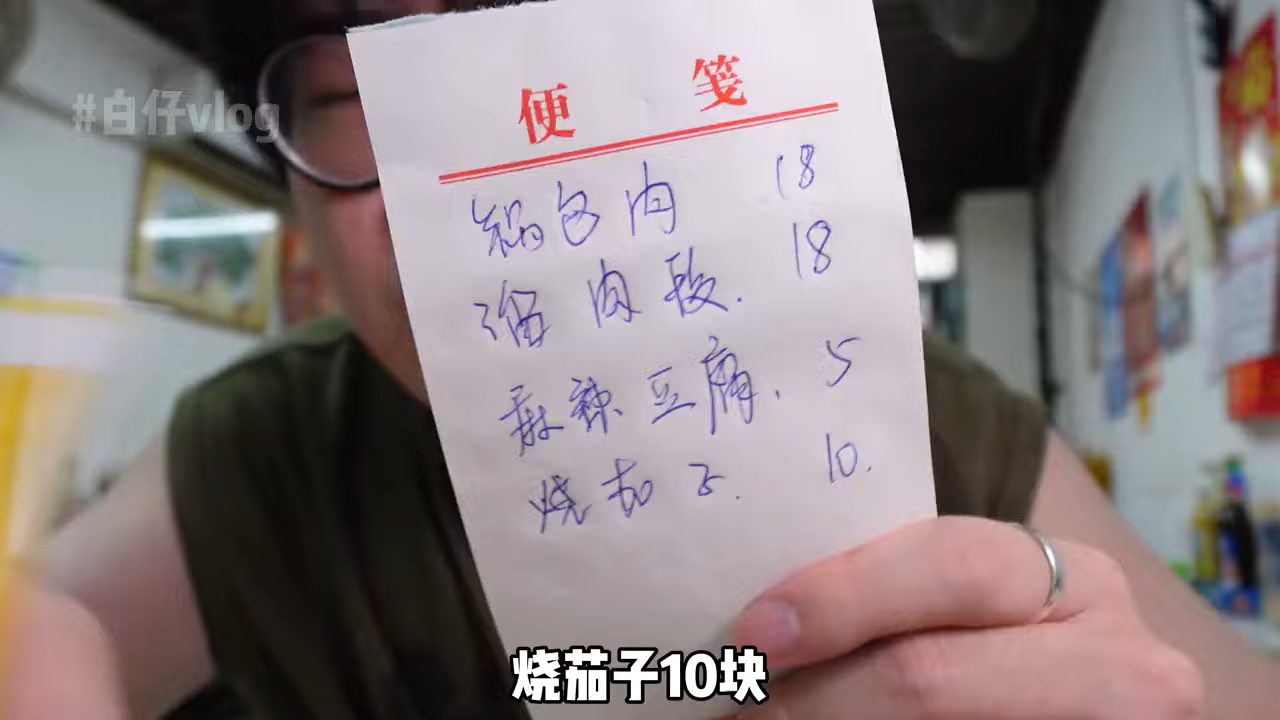 #白仔vlog
便 笺
锅包肉 18
溜肉段. 18
麻辣豆腐. 5
烧茄子. 10.
烧茄子10块